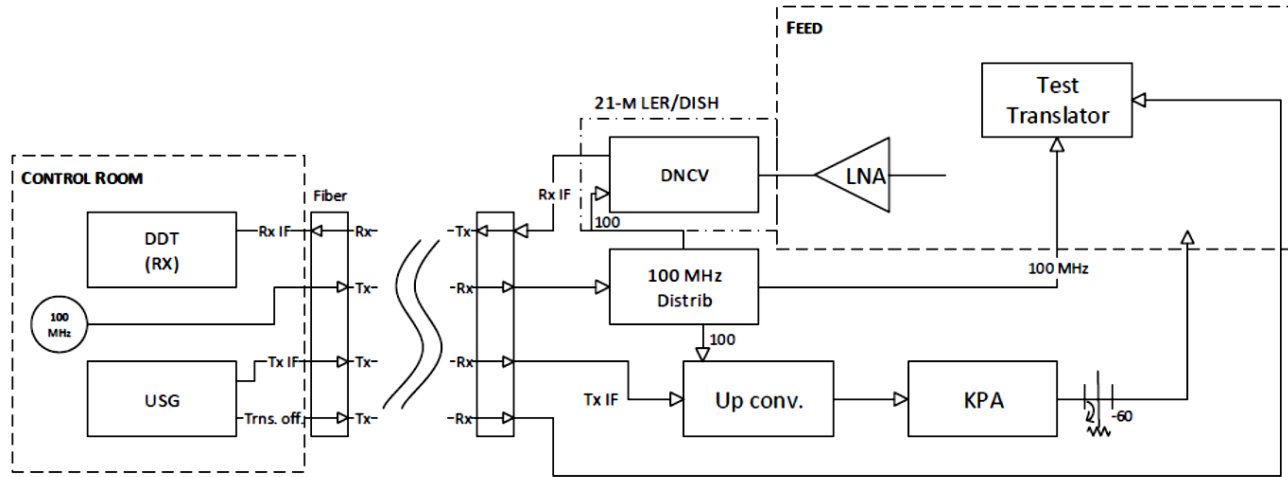 FEED
Test
Translator
21-M LER/DISH
DNCV
LNA
CONTROL ROOM
Fiber
Rx IF
100
DDT
(RX)
Rx IF
Rx
Tx
100 MHz
Distrib
100 MHz
100
MHz
Tx
Rx
100
USG
Tx IF
Tx
Rx
Tx IF
Up conv.
KPA
-60
Trns. off.
Tx
Rx